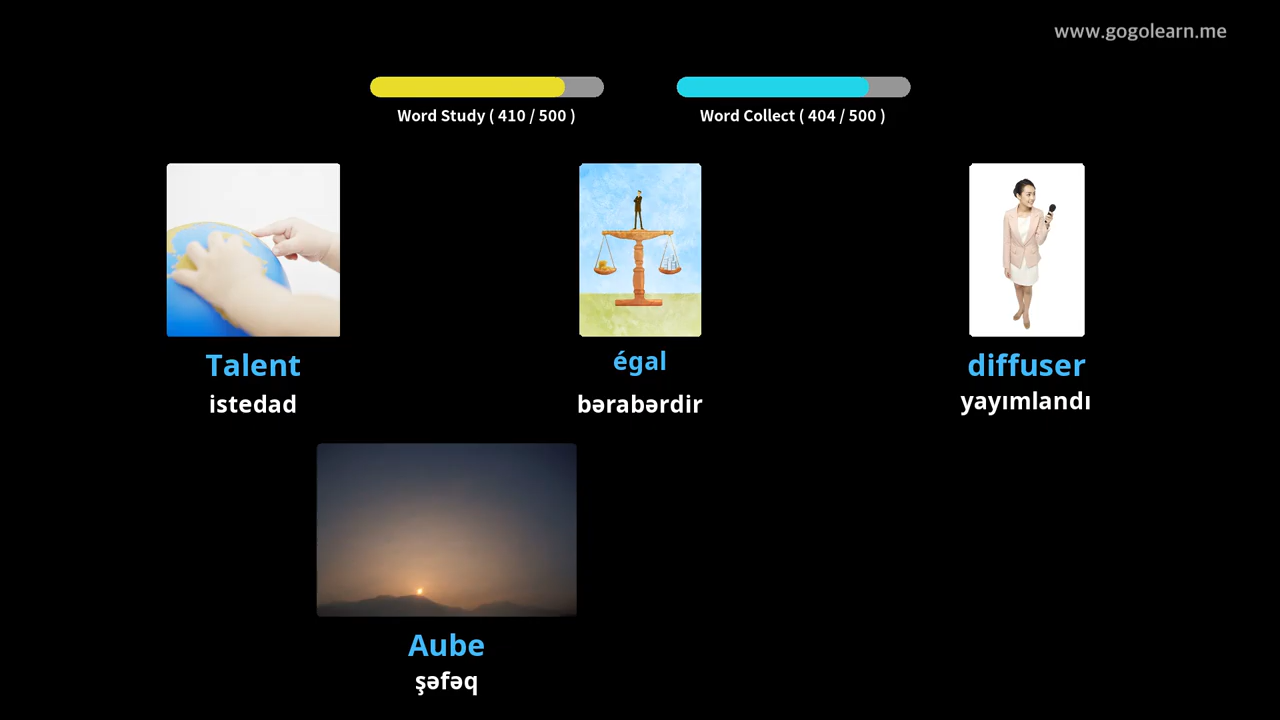 www.gogolearn.me
Word Study ( 410 / 500 )
Word Collect ( 404 / 500 )
Talent
istedad
égal
bərabərdir
diffuser
yayımlandı
Aube
şəfəq